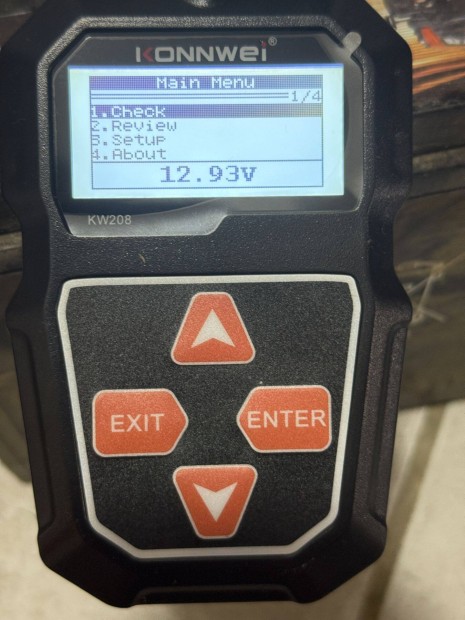 KONNWEI®
Main Menu
1/4
1.Check
2.Review
3.Setup
4.About
12.93V
KW208
EXIT
ENTER